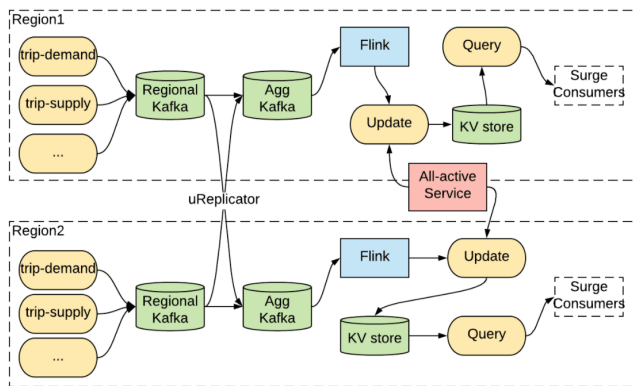 Region1
trip-demand
trip-supply
...
Regional
Kafka
Agg
Kafka
Flink
Update
Query
KV store
Surge
Consumers
All-active
Service
uReplicator
Region2
trip-demand
trip-supply
...
Regional
Kafka
Agg
Kafka
Flink
Update
KV store
Query
Surge
Consumers